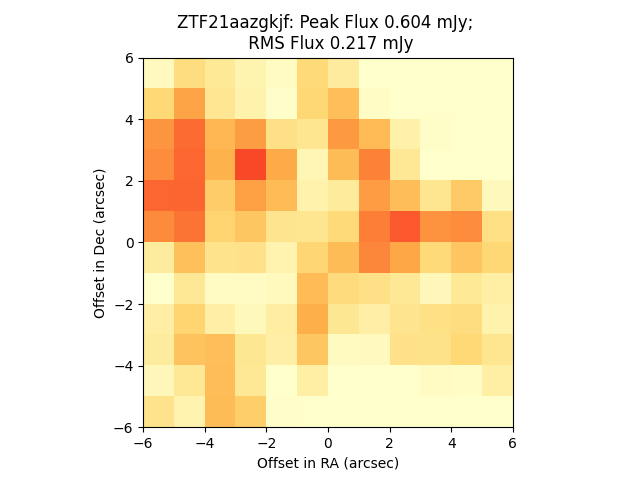 ZTF21aazgkjf: Peak Flux 0.604 mJy;
RMS Flux 0.217 mJy
6
4
2
0
−2
−4
−6
Offset in Dec (arcsec)
−6 −4 −2 0 2 4 6
Offset in RA (arcsec)